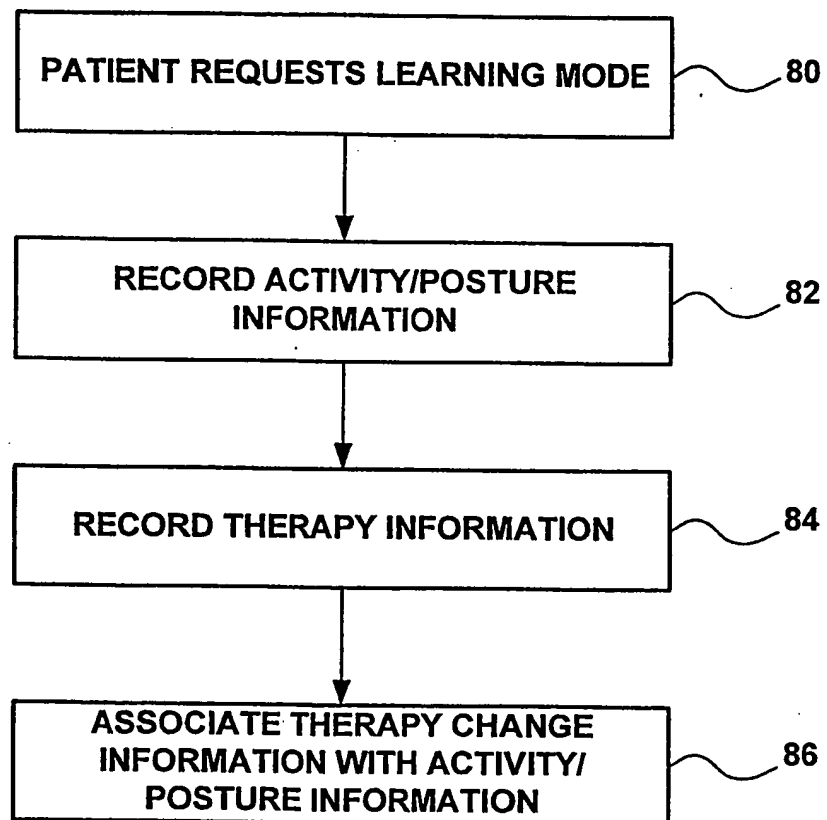 PATIENT REQUESTS LEARNING MODE
80
RECORD ACTIVITY/POSTURE
INFORMATION
82
RECORD THERAPY INFORMATION
84
ASSOCIATE THERAPY CHANGE
INFORMATION WITH ACTIVITY/
POSTURE INFORMATION
86